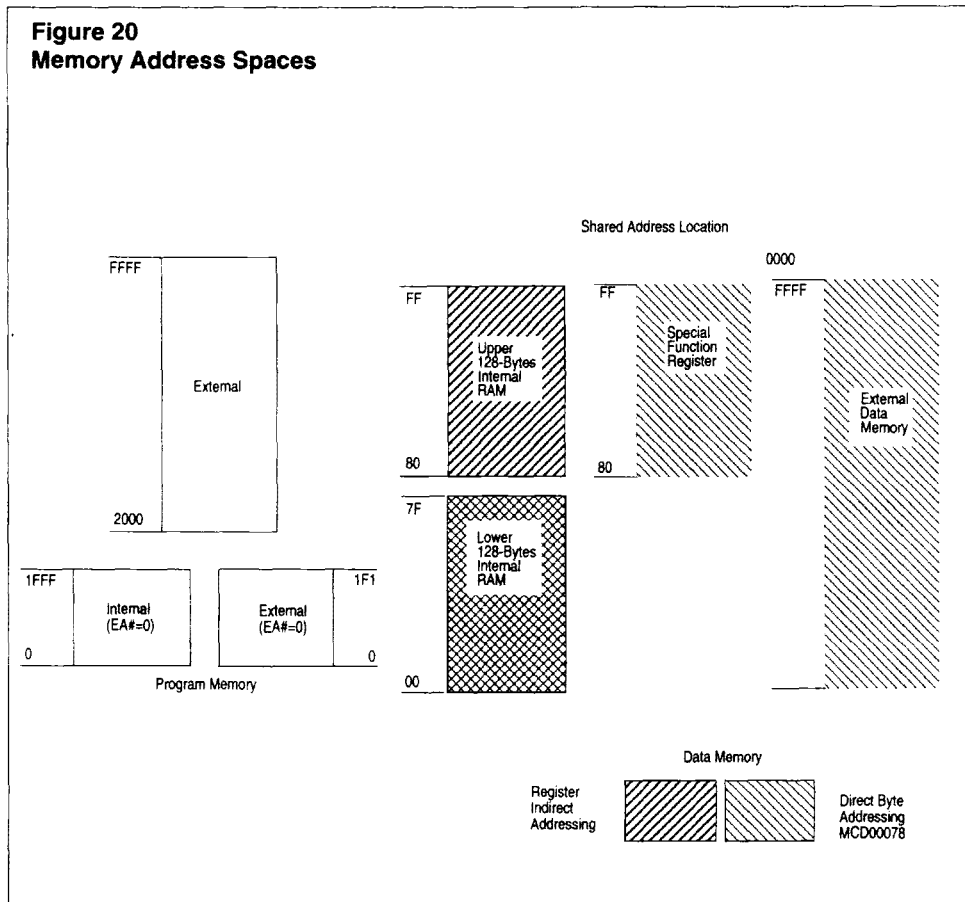 Figure 20
Memory Address Spaces
Shared Address Location
FFFF
External
2000
1FFF
Internal
(EA#=0)
0
External
(EA#=0)
1F1
0
Program Memory
FF
Upper
128-Bytes
Internal
RAM
80
7F
Lower
128-Bytes
Internal
RAM
00
FF
Special
Function
Register
80
0000
FFFF
External
Data
Memory
Data Memory
Register
Indirect
Addressing
Direct Byte
Addressing
MCD00078